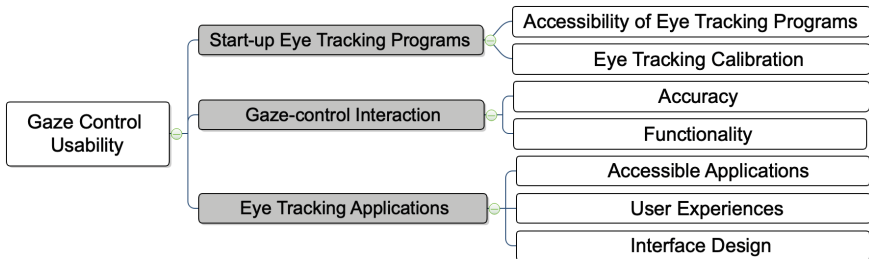 Gaze Control
Usability
Start-up Eye Tracking Programs
Accessibility of Eye Tracking Programs
Eye Tracking Calibration
Gaze-control Interaction
Accuracy
Functionality
Eye Tracking Applications
Accessible Applications
User Experiences
Interface Design